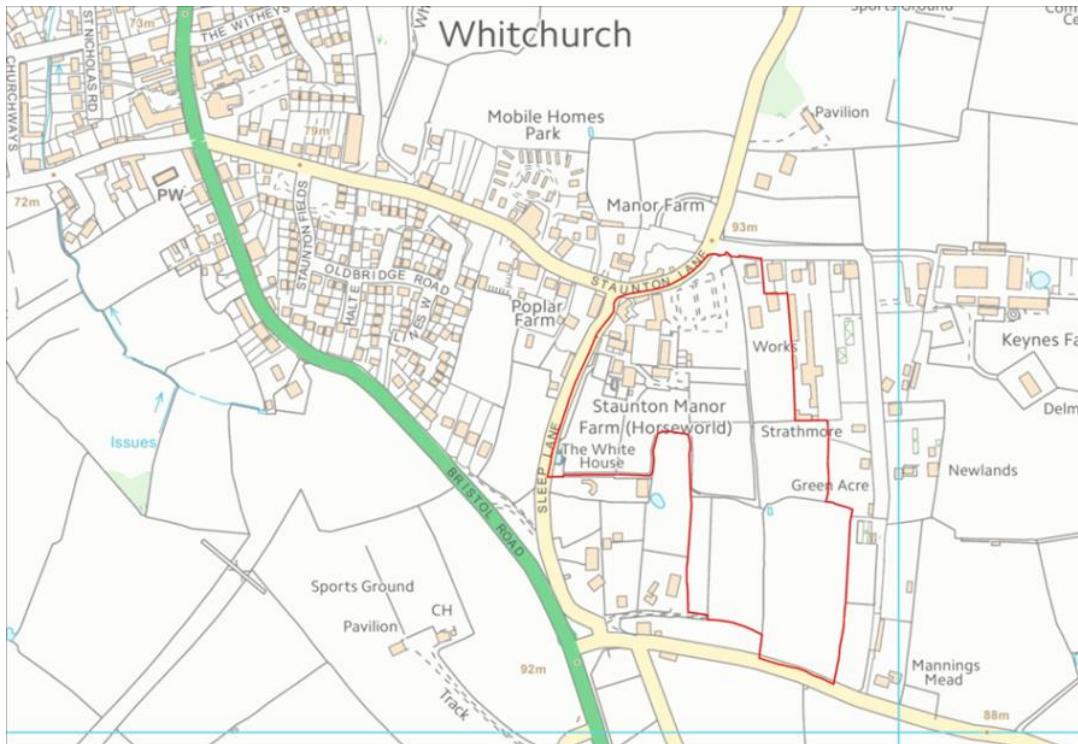 73m
THE WITHEYS
ST NICHOLAS RD
CHURCHWAYS
Whitchurch
Sports Ground
Mobile Homes
Park
Pavilion
79m
72m
PW
Manor Farm
93m
STAUNTON FIELDS
OLDBRIDGE ROAD
STAUNTON LANE
Poplar
Farm
Works
Keynes Fa
Delm
Staunton Manor
Farm (Horseworld)
Strathmore
The White
House
Issues
SLEEP LANE
BRISTOL ROAD
Green Acre
Newlands
Sports Ground
Pavilion
CH
92m
Track
Mannings
Mead
88m